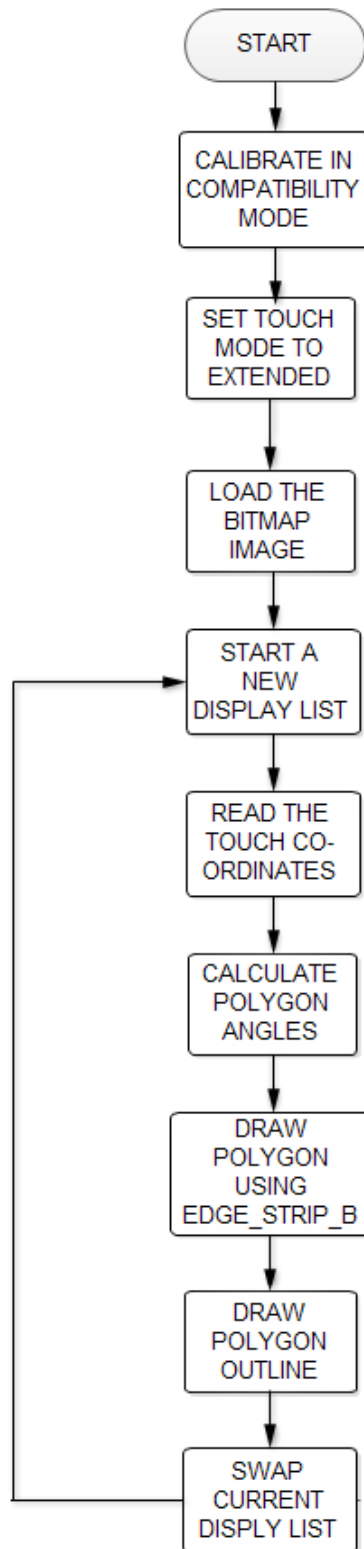 START
CALIBRATE IN
COMPATIBILITY
MODE
SET TOUCH
MODE TO
EXTENDED
LOAD THE
BITMAP
IMAGE
START A
NEW
DISPLAY LIST
READ THE
TOUCH CO-
ORDINATES
CALCULATE
POLYGON
ANGLES
DRAW
POLYGON
USING
EDGE_STRIP_B
DRAW
POLYGON
OUTLINE
SWAP
CURRENT
DISPLY LIST